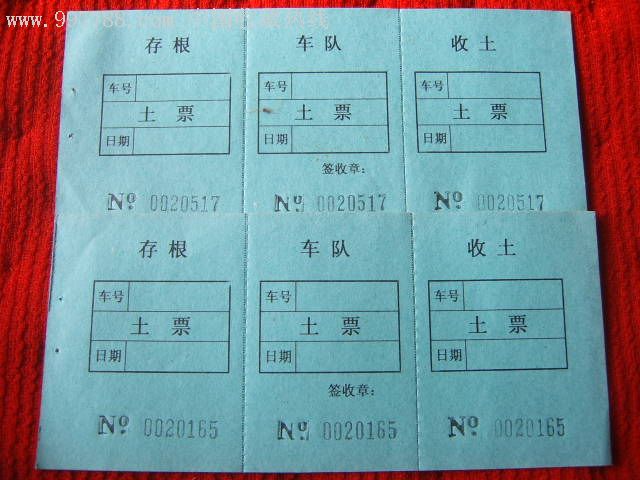 存根 车队 收土
车号 车号 车号
土票 土票 土票
日期 日期 日期
签收章:
No 0020517 No 0020517 No 0020517
存根 车队 收土
车号 车号 车号
土票 土票 土票
日期 日期 日期
签收章:
No 0020165 No 0020165 No 0020165